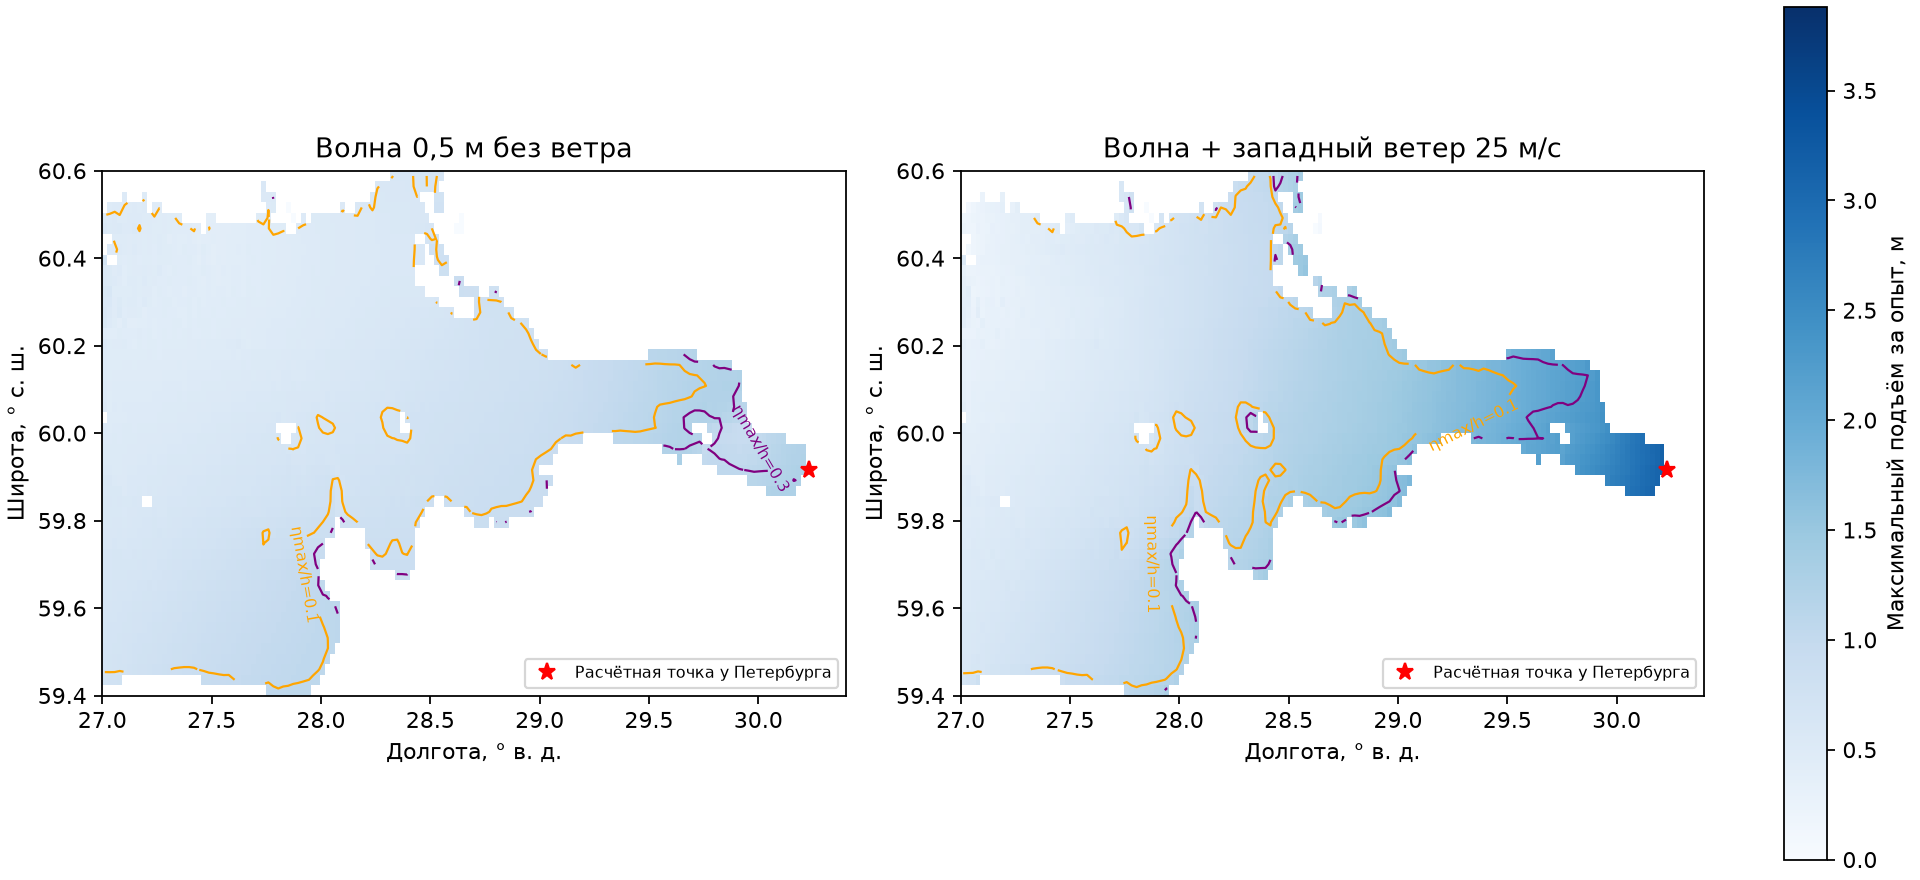 Волна 0,5 м без ветра
60.6
60.4
60.2
60.0
59.8
59.6
59.4
Широта, ° с. ш.
ηmax/h=0.1
ηmax/h=0.3
Расчётная точка у Петербурга
27.0 27.5 28.0 28.5 29.0 29.5 30.0
Долгота, ° в. д.
Волна + западный ветер 25 м/с
60.6
60.4
60.2
60.0
59.8
59.6
59.4
Широта, ° с. ш.
ηmax/h=0.1
ηmax/h=0.1
Расчётная точка у Петербурга
27.0 27.5 28.0 28.5 29.0 29.5 30.0
Долгота, ° в. д.
3.5
3.0
2.5
2.0
1.5
1.0
0.5
0.0
Максимальный подъём за опыт, м